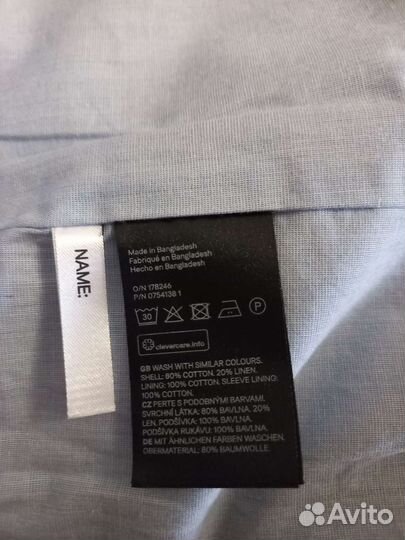 NAME:
Made in Bangladesh
Fabriqué en Bangladesh
Hecho en Bangladesh
O/N 178246
P/N 0754138 1
30
P
clevercare.info
GB WASH WITH SIMILAR COLOURS.
SHELL: 80% COTTON. 20% LINEN.
LINING: 100% COTTON. SLEEVE LINING:
100% COTTON.
CZ PERTE S PODOBNÝMI BARVAMI.
SVRCHNÍ LÁTKA: 80% BAVLNA. 20%
LEN. PODŠÍVKA: 100% BAVLNA.
PODŠÍVKA RUKÁVU: 100% BAVLNA.
DE MIT ÄHNLICHEN FARBEN WASCHEN.
OBERMATERIAL: 80% BAUMWOLLE.
Avito